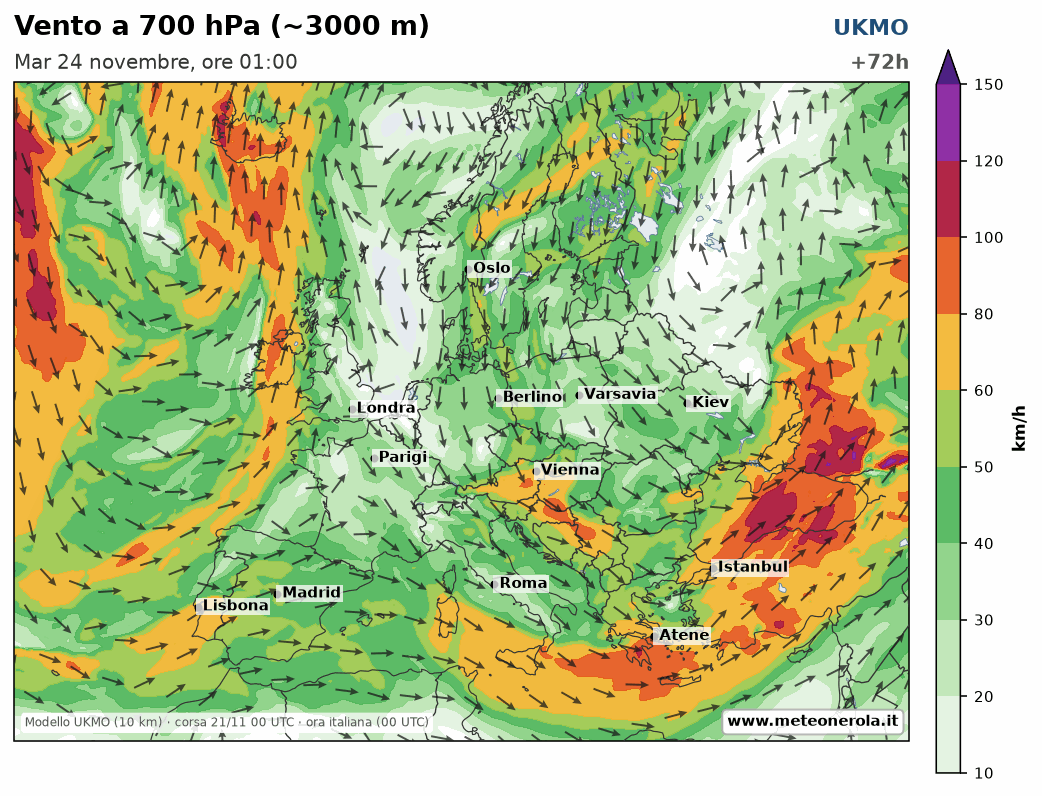 Vento a 700 hPa (~3000 m)
UKMO
Mar 24 novembre, ore 01:00
+72h
Oslo
Berlino
Varsavia
Kiev
Londra
Parigi
Vienna
Istanbul
Roma
Madrid
Lisbona
Atene
Modello UKMO (10 km) · corsa 21/11 00 UTC · ora italiana (00 UTC)
www.meteonerola.it
150
120
100
80
60
50
40
30
20
10
km/h